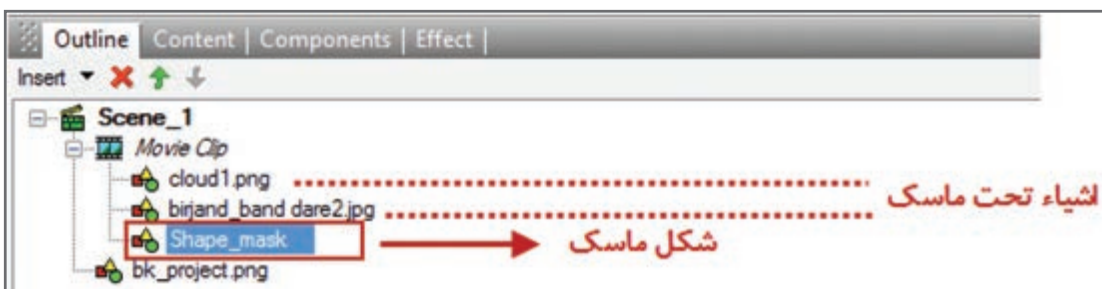 Outline | Content | Components | Effect |
Insert
Scene_1
Movie Clip
cloud1.png
اشیاء تحت ماسک
birjand_band dare2.jpg
Shape_mask
شکل ماسک
bk_project.png